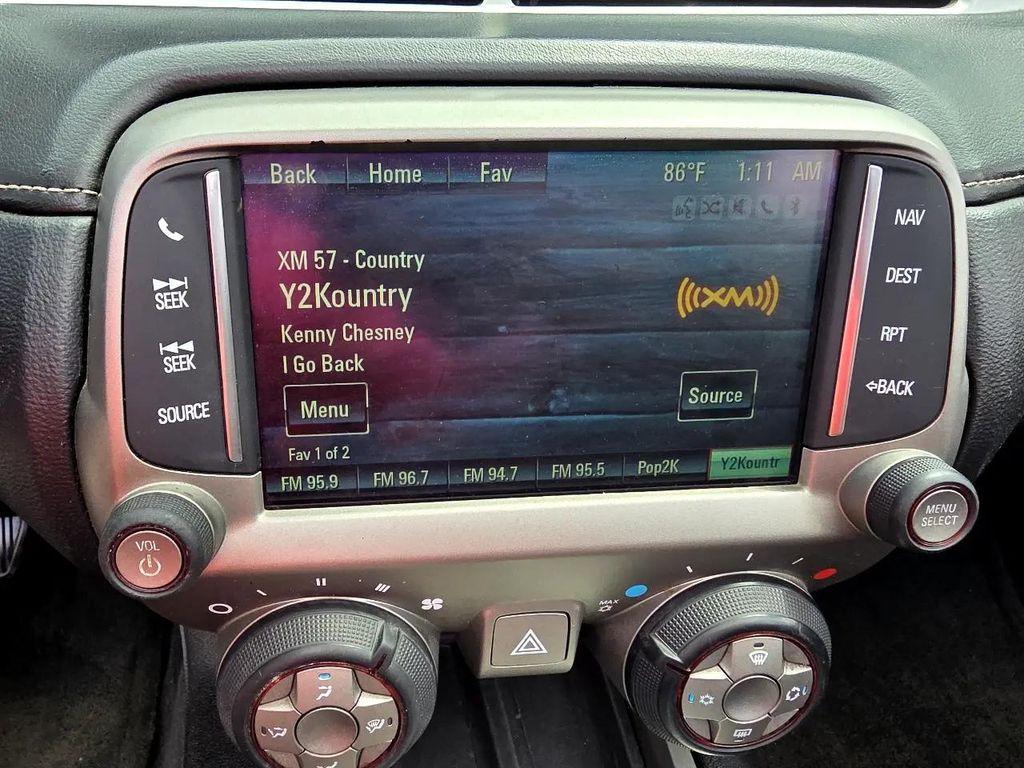 Back Home Fav 86°F 1:11 AM
XM 57 - Country
Y2Kountry
XM
Kenny Chesney
I Go Back
Menu
Source
Fav 1 of 2
FM 95.9 FM 96.7 FM 94.7 FM 95.5 Pop2K Y2Kountr
SEEK
SEEK
SOURCE
NAV
DEST
RPT
BACK
VOL
MENU
SELECT
MAX